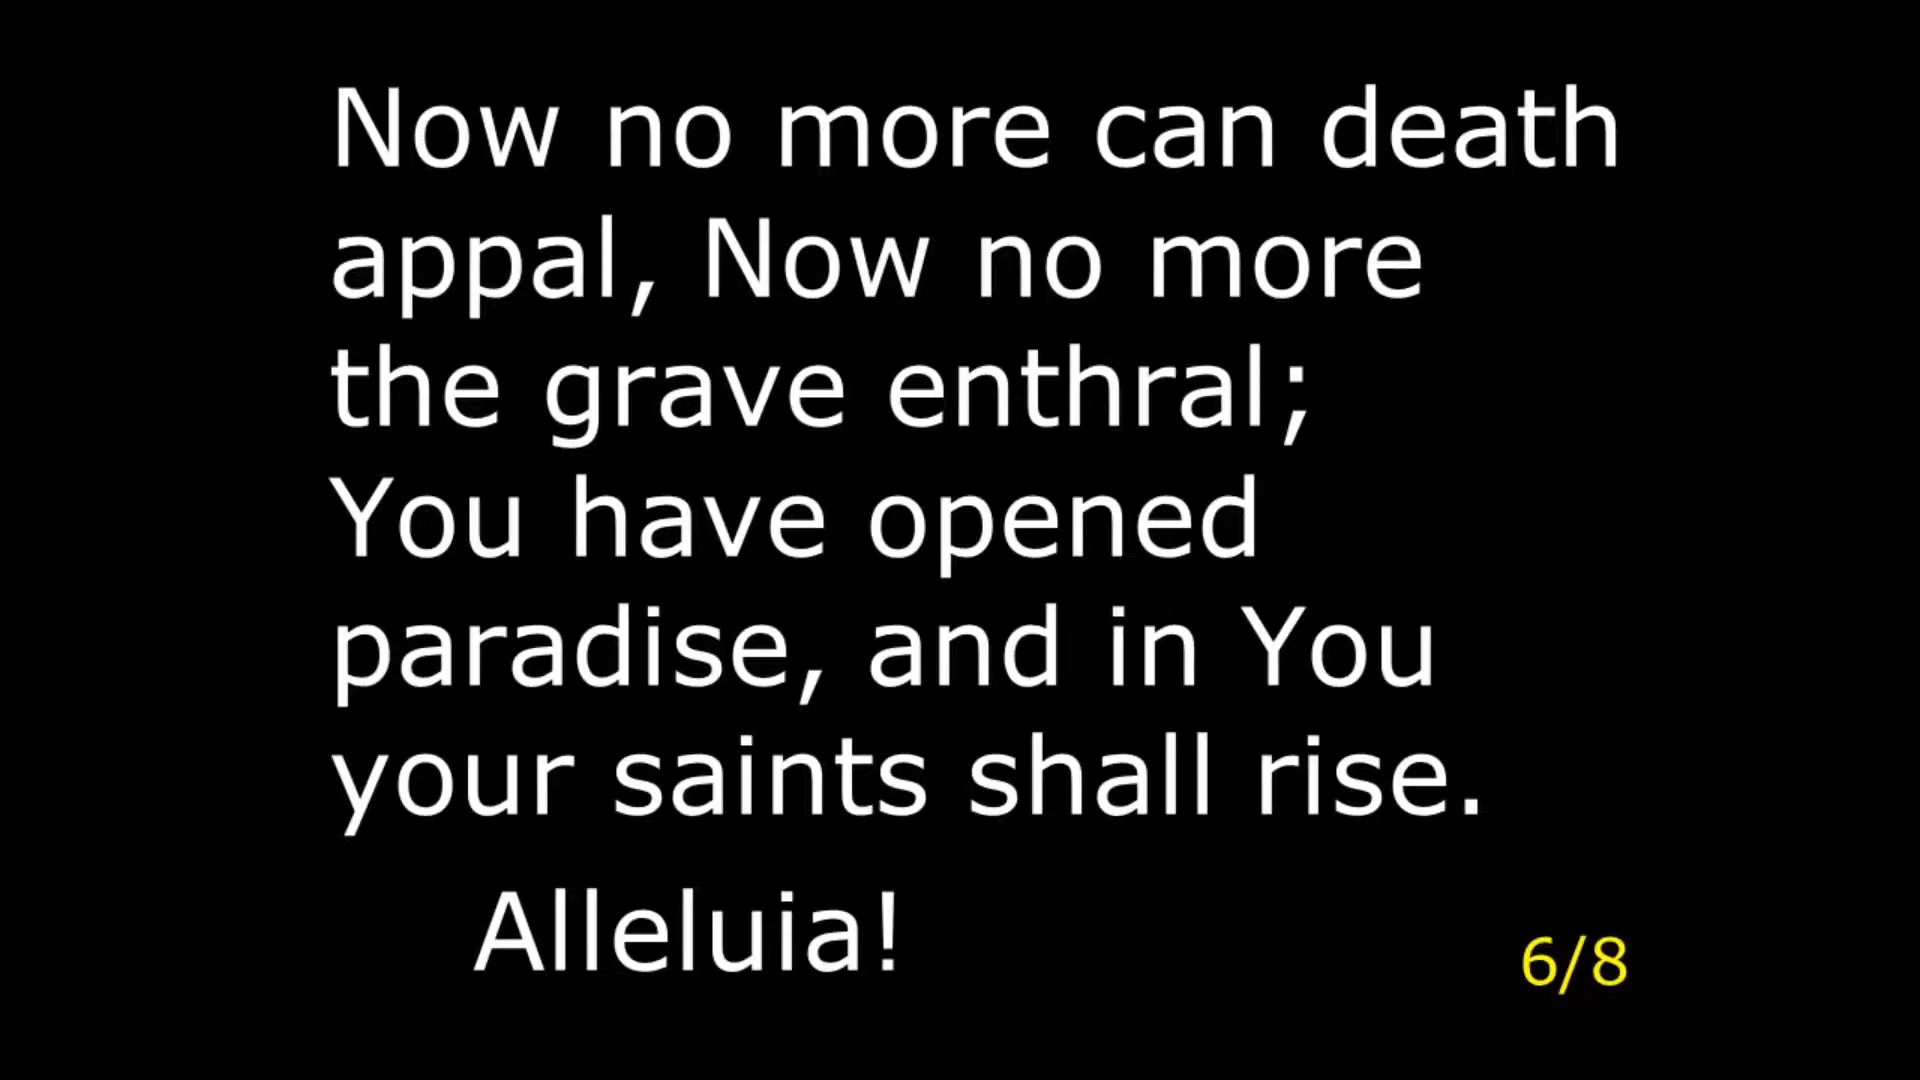 Now no more can death
appal, Now no more
the grave enthral;
You have opened
paradise, and in You
your saints shall rise.
Alleluia!
6/8